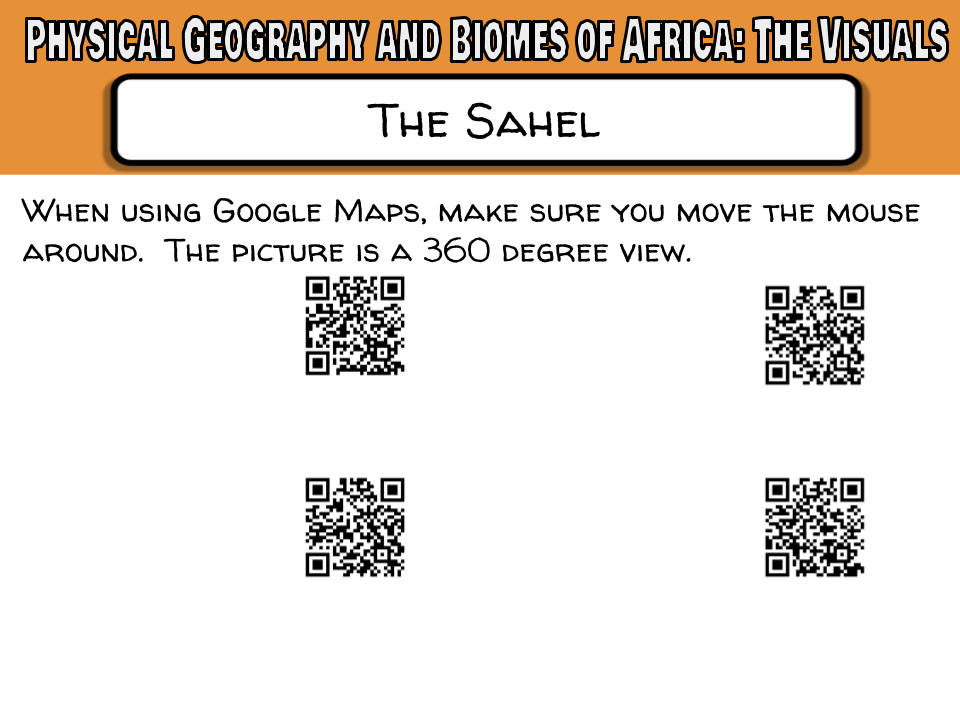 Physical Geography and Biomes of Africa: The Visuals
The Sahel
When using Google Maps, make sure you move the mouse
around. The picture is a 360 degree view.